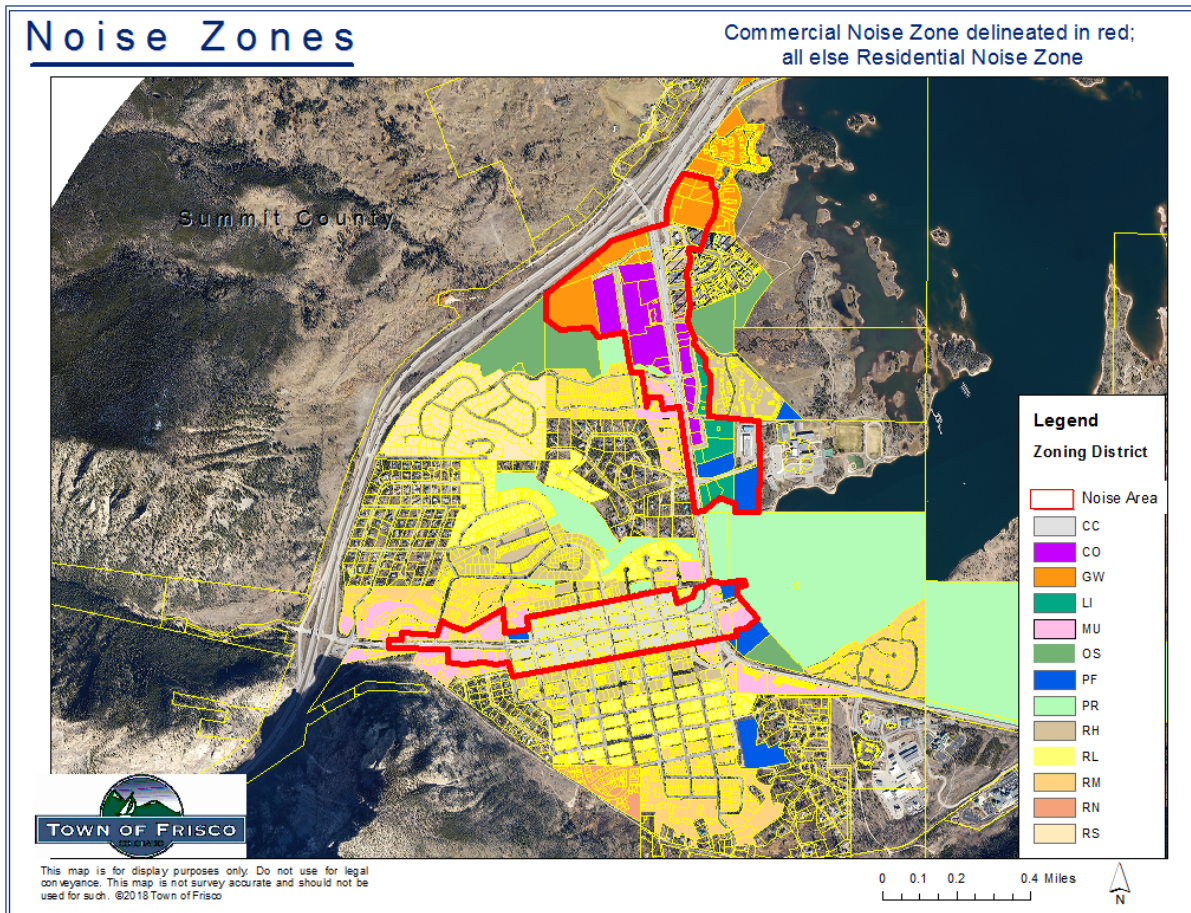 Noise Zones
Commercial Noise Zone delineated in red;
all else Residential Noise Zone
Summit County
Legend
Zoning District
Noise Area
CC
CO
GW
LI
MU
OS
PF
PR
RH
RL
RM
RN
RS
TOWN OF FRISCO
COLORADO
This map is for display purposes only. Do not use for legal
conveyance. This map is not survey accurate and should not be
used for such. ©2018 Town of Frisco
0 0.1 0.2 0.4 Miles
N